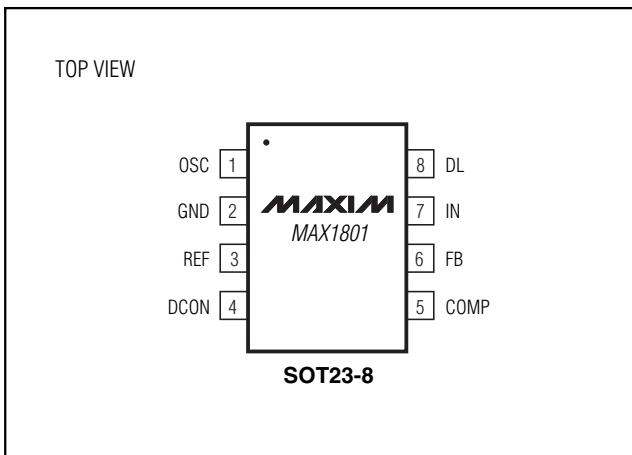 TOP VIEW
OSC 1
8 DL
GND 2
MAXIM
7 IN
MAX1801
REF 3
6 FB
DCON 4
5 COMP
SOT23-8